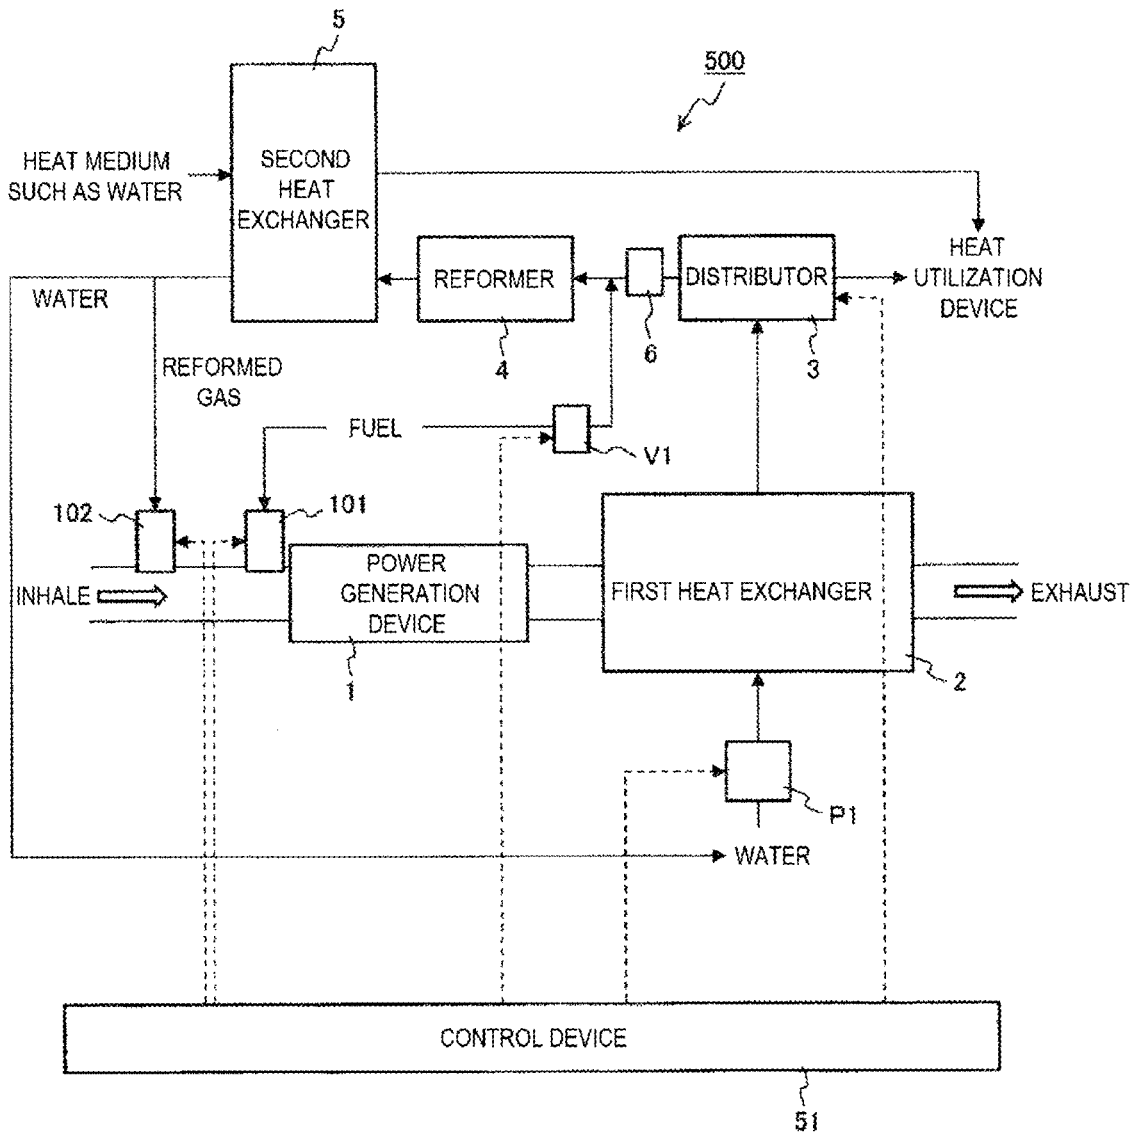 5
500
HEAT MEDIUM
SUCH AS WATER
SECOND
HEAT
EXCHANGER
HEAT
UTILIZATION
DEVICE
REFORMER
DISTRIBUTOR
WATER
4
6
3
REFORMED
GAS
FUEL
V1
102
101
INHALE
POWER
GENERATION
DEVICE
FIRST HEAT EXCHANGER
EXHAUST
1
2
P1
WATER
CONTROL DEVICE
51